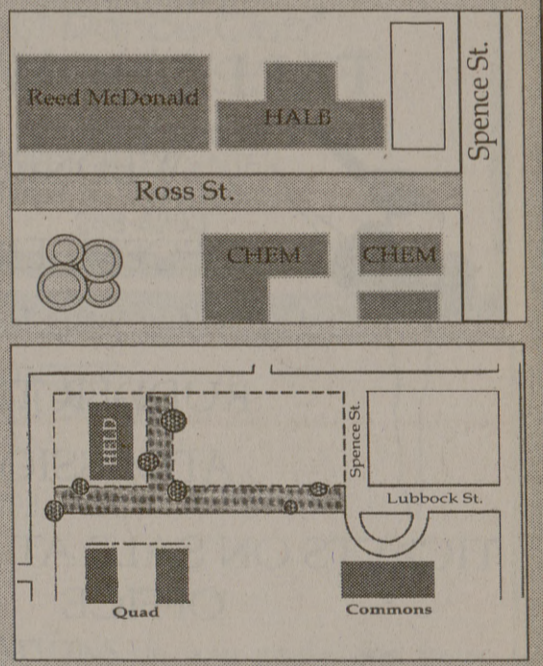 Reed McDonald
HALB
Spence St.
Ross St.
CHEM
CHEM
HELD
Spence St.
Lubbock St.
Quad
Commons